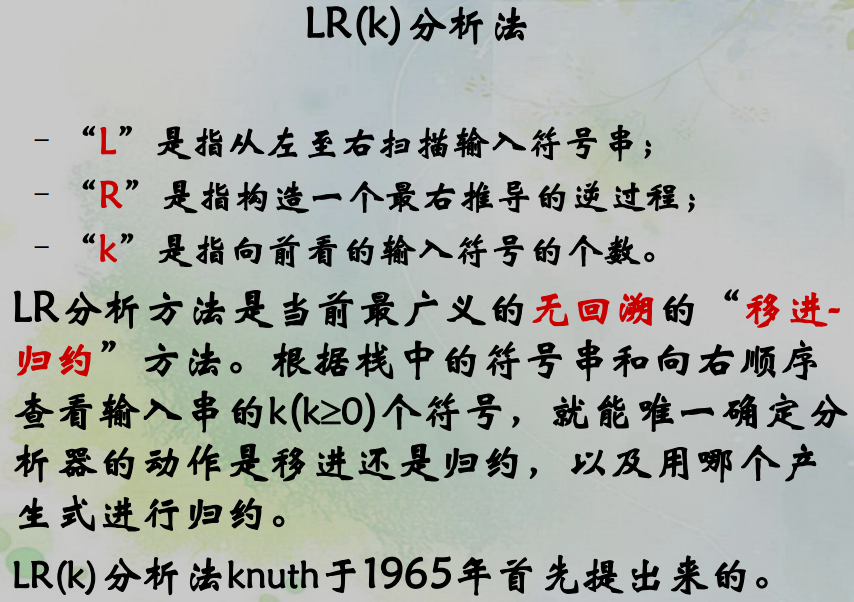 LR(k)分析法
– “L”是指从左至右扫描输入符号串；
– “R”是指构造一个最右推导的逆过程；
– “k”是指向前看的输入符号的个数。
LR分析方法是当前最广义的无回溯的“移进-
归约”方法。根据栈中的符号串和向右顺序
查看输入串的k(k≥0)个符号，就能唯一确定分
析器的动作是移进还是归约，以及用哪个产
生式进行归约。
LR(k)分析法knuth于1965年首先提出来的。